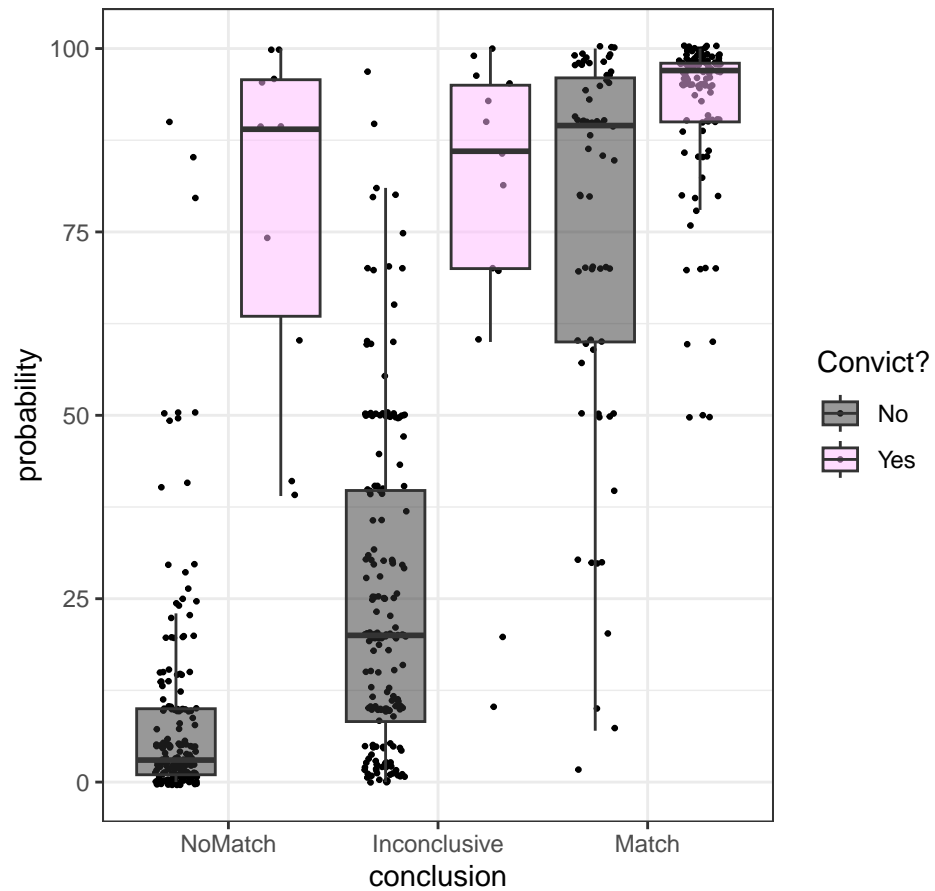 100
75
50
25
0
probability
NoMatch
Inconclusive
Match
conclusion
Convict?
No
Yes